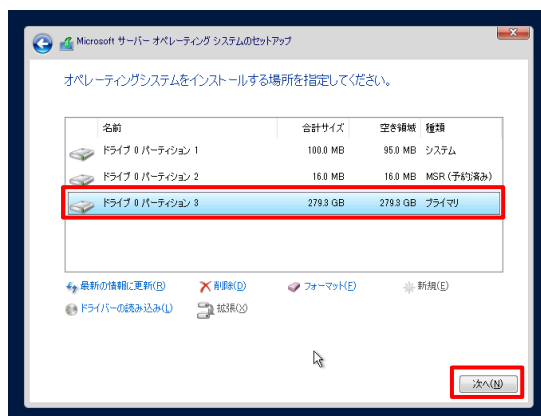 Microsoft サーバー オペレーティング システムのセットアップ
オペレーティングシステムをインストールする場所を指定してください。
名前 合計サイズ 空き領域 種類
ドライブ 0 パーティション 1 100.0 MB 95.0 MB システム
ドライブ 0 パーティション 2 16.0 MB 16.0 MB MSR (予約済み)
ドライブ 0 パーティション 3 279.3 GB 279.3 GB プライマリ
最新の情報に更新(R) 削除(D) フォーマット(F) 新規(E)
ドライバーの読み込み(L) 拡張(X)
次へ(N)